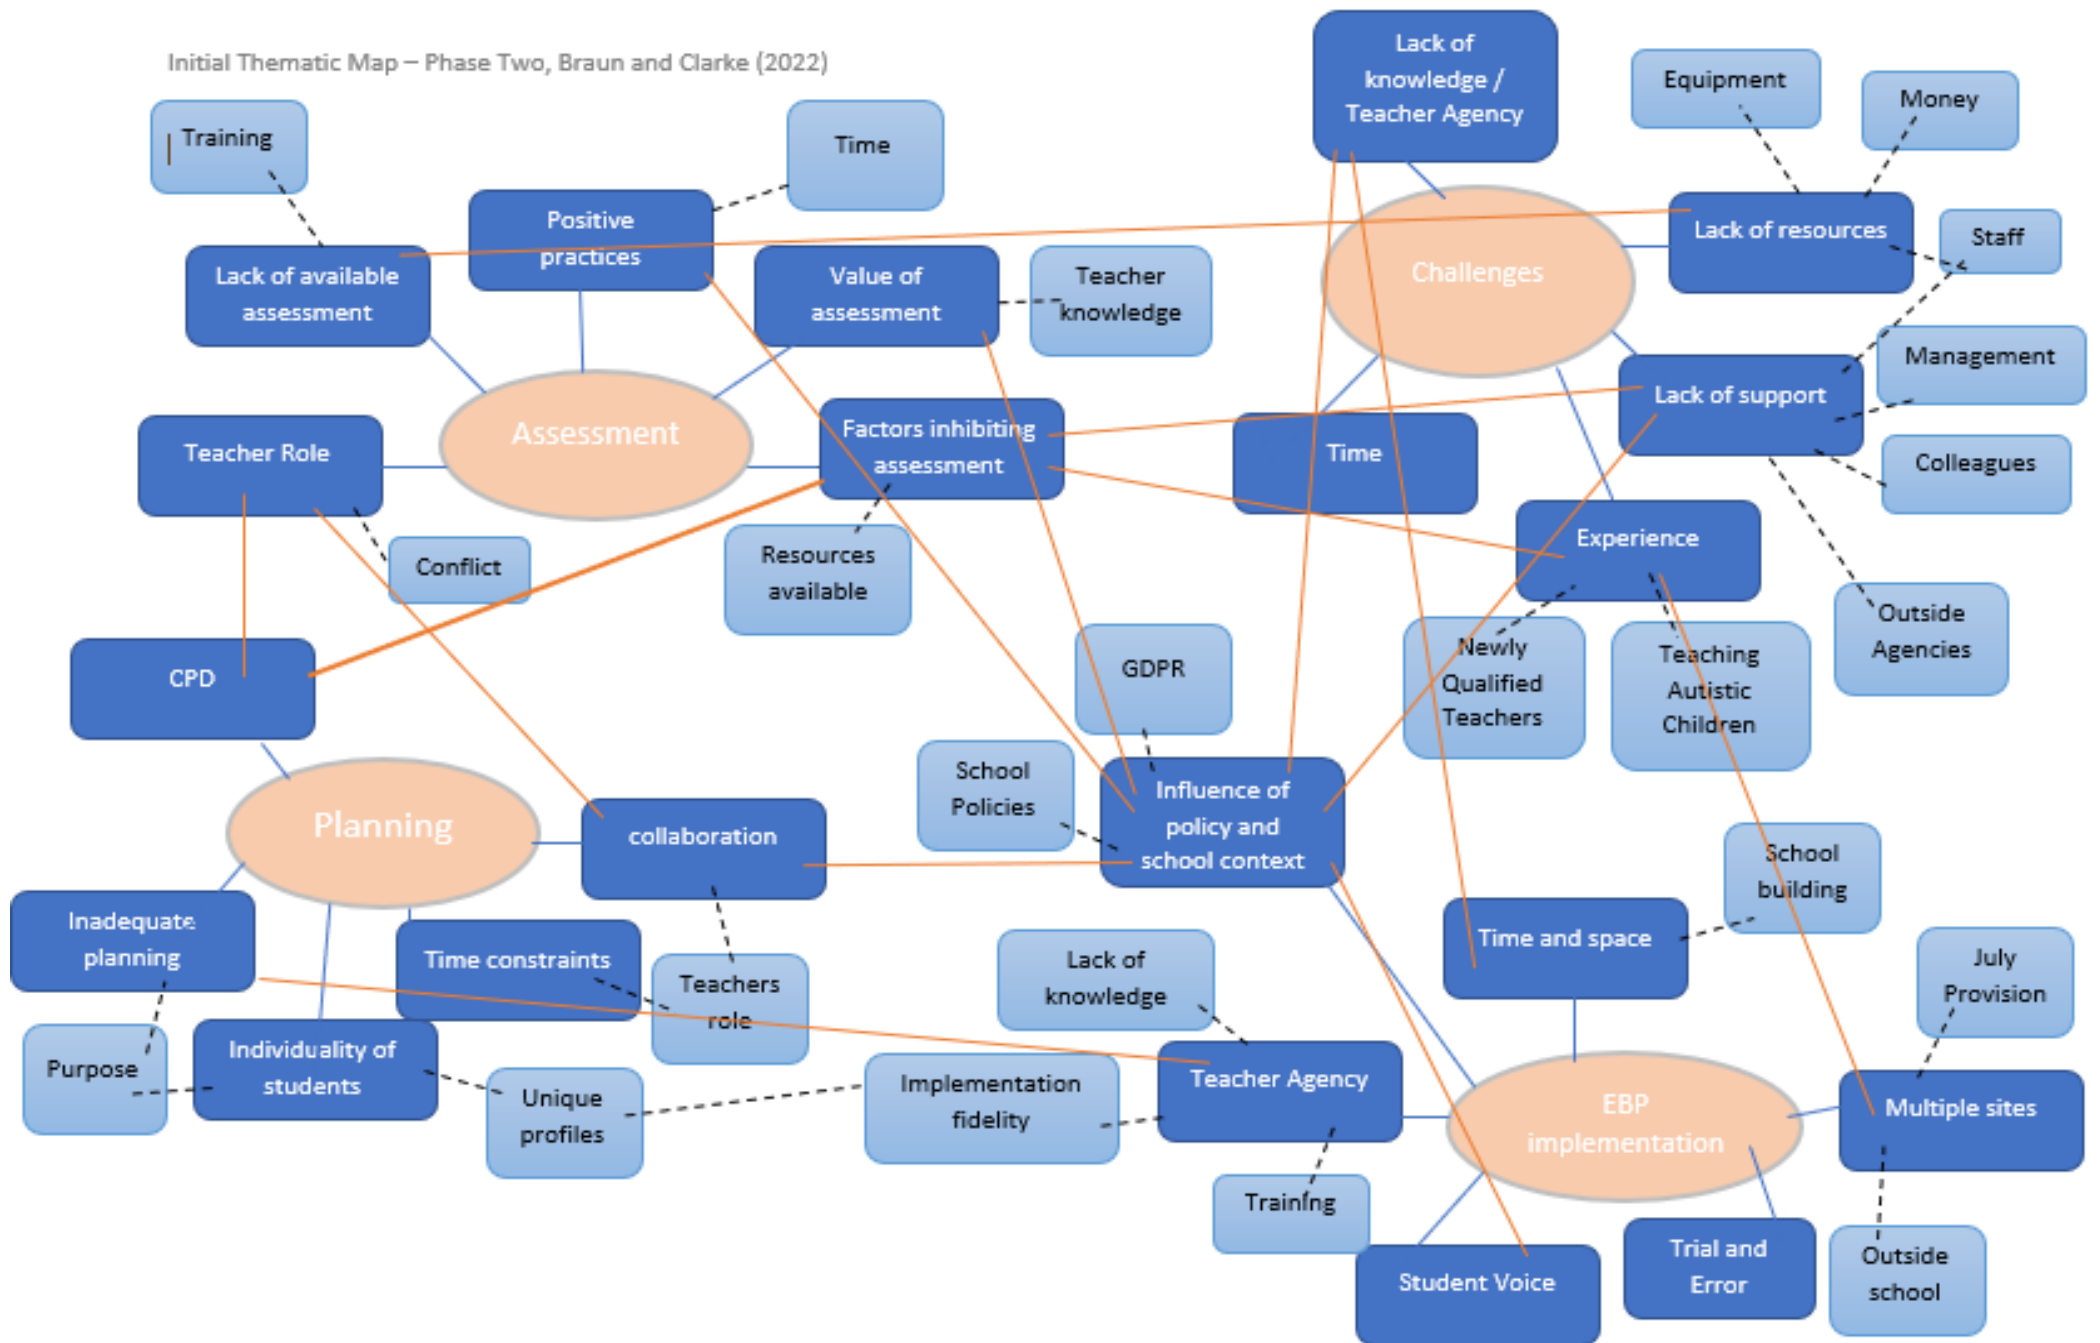 Initial Thematic Map – Phase Two, Braun and Clarke (2022)
Training
Time
Positive
practices
Lack of available
assessment
Value of
assessment
Teacher
knowledge
Assessment
Teacher Role
Factors inhibiting
assessment
Conflict
Resources
available
Lack of
knowledge /
Teacher Agency
Equipment
Money
Challenges
Lack of resources
Staff
Management
Lack of support
Time
Colleagues
Experience
Outside
Agencies
Newly
Qualified
Teachers
Teaching
Autistic
Children
CPD
Planning
collaboration
Inadequate
planning
Time constraints
Teachers
role
Purpose
Individuality of
students
Unique
profiles
GDPR
School
Policies
Influence of
policy and
school context
School
building
Time and space
July
Provision
Lack of
knowledge
Implementation
fidelity
Teacher Agency
EBP
implementation
Multiple sites
Training
Student Voice
Trial and
Error
Outside
school